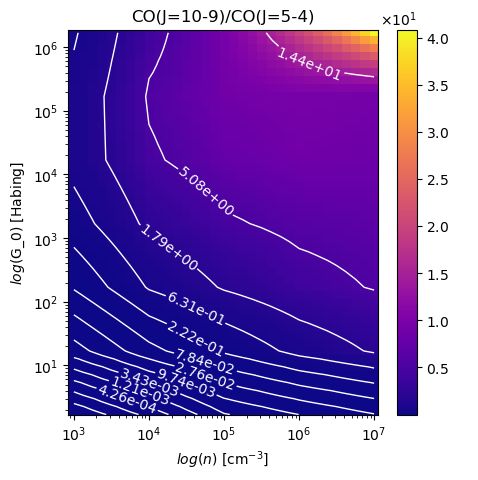 CO(J=10-9)/CO(J=5-4)
×10¹
10⁶
10⁵
10⁴
10³
10²
10¹
log(G_0) [Habing]
1.44e+01
5.08e+00
1.79e+00
6.31e-01
2.22e-01
7.84e-02
2.76e-02
9.74e-03
3.43e-03
1.21e-03
4.26e-04
10³
10⁴
10⁵
10⁶
10⁷
log(n) [cm⁻³]
4.0
3.5
3.0
2.5
2.0
1.5
1.0
0.5